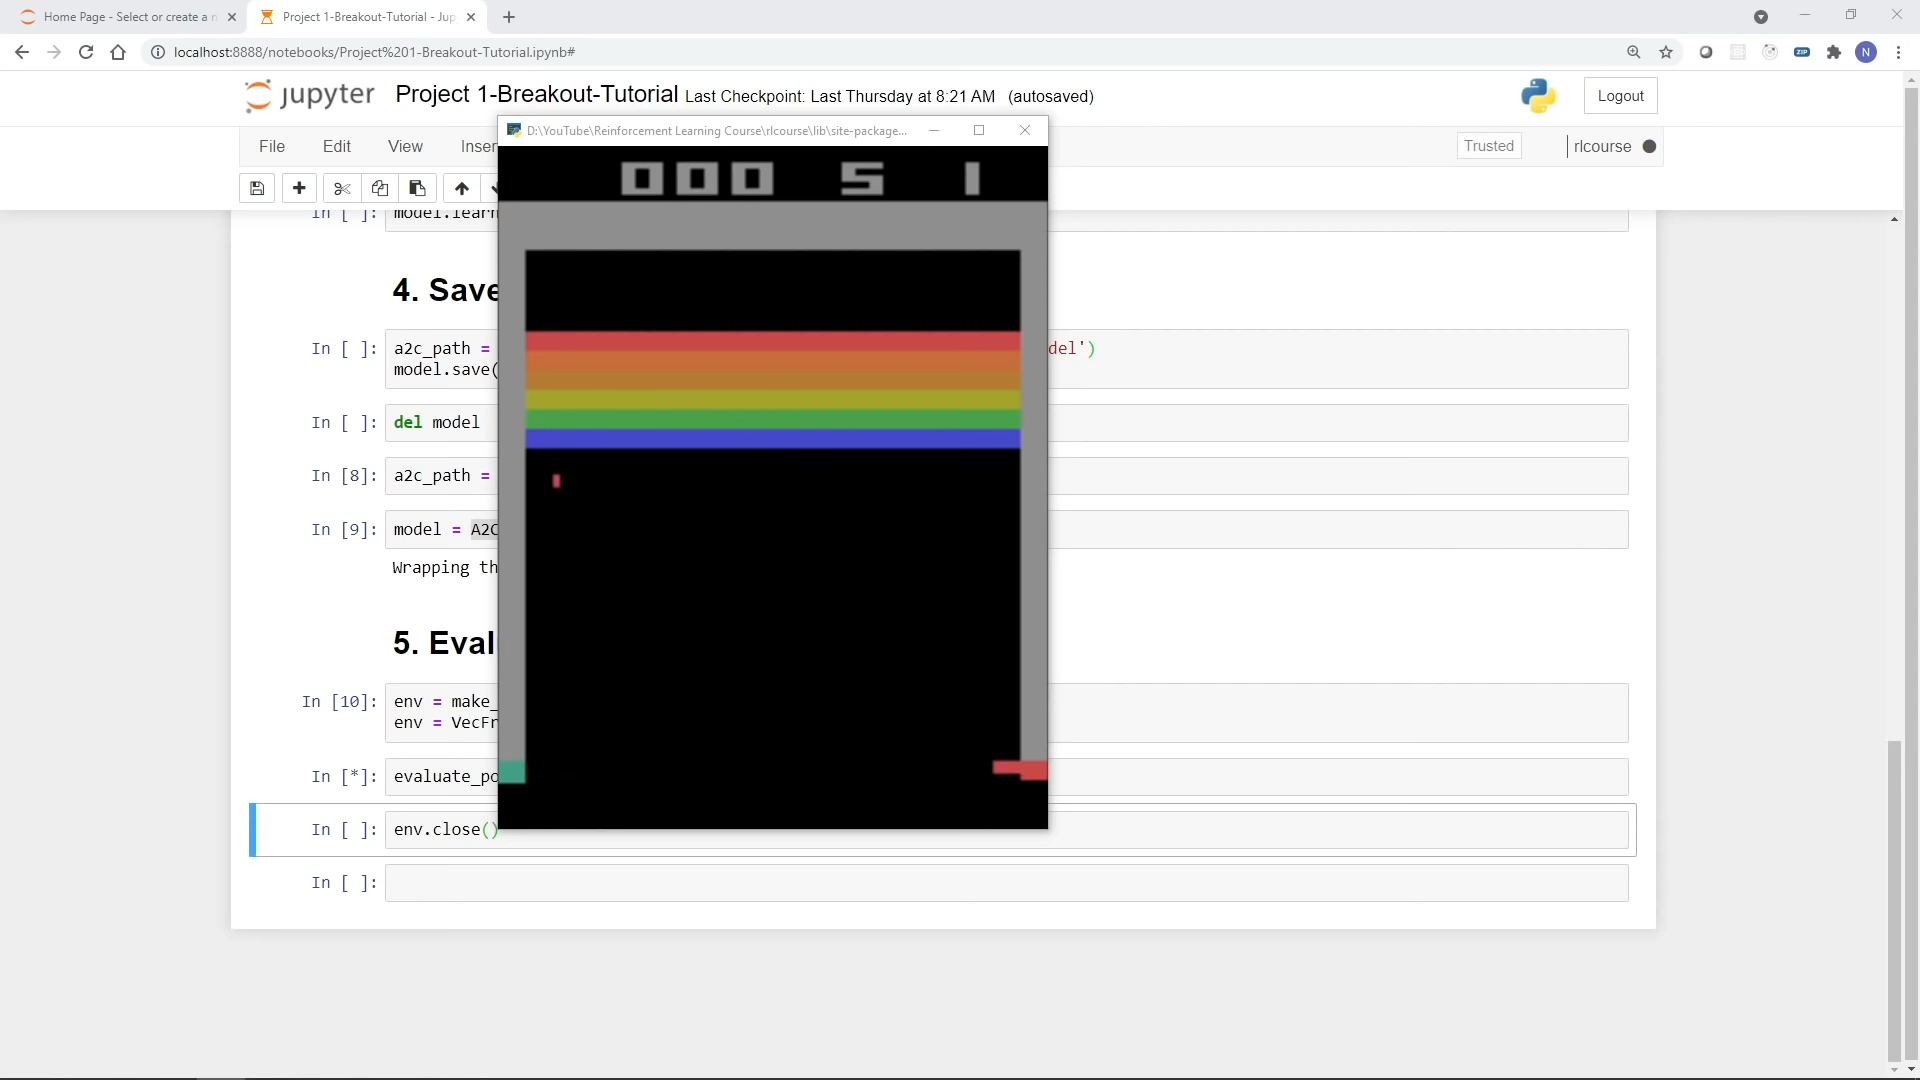 Home Page - Select or create a n
Project 1-Breakout-Tutorial - Jup
localhost:8888/notebooks/Project%201-Breakout-Tutorial.ipynb#
ZIP
N
jupyter Project 1-Breakout-Tutorial Last Checkpoint: Last Thursday at 8:21 AM (autosaved)
Logout
D:\YouTube\Reinforcement Learning Course\rlcourse\lib\site-package...
File Edit View Inser
Trusted rlcourse
000 5 1
In [ ]: model.learn
4. Save
In [ ]: a2c_path = del')
model.save(
In [ ]: del model
In [8]: a2c_path =
In [9]: model = A2C
Wrapping th
5. Eval
In [10]: env = make_
env = VecFr
In [*]: evaluate_po
In [ ]: env.close()
In [ ]: